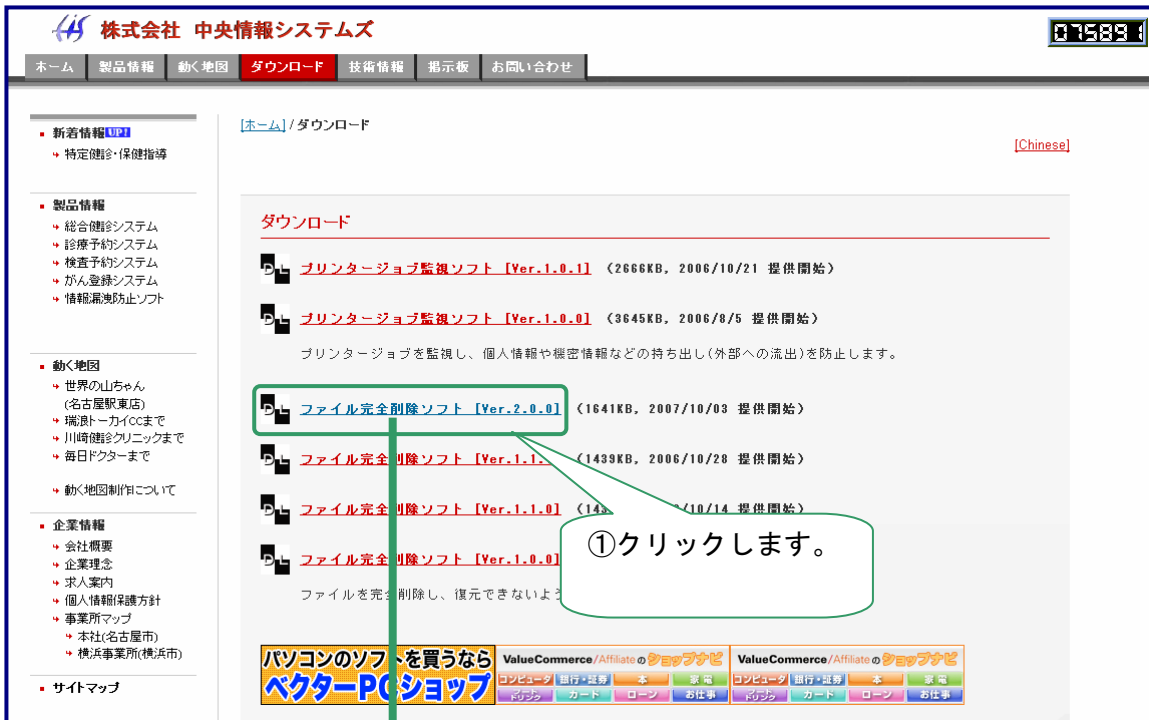 株式会社 中央情報システムズ
ホーム 製品情報 動く地図 ダウンロード 技術情報 掲示板 お問い合わせ
新着情報UP!
特定健診・保健指導
製品情報
総合健診システム
診療予約システム
検査予約システム
がん登録システム
情報漏洩防止ソフト
動く地図
世界の山ちゃん
(名古屋駅東店)
瑞浪トーカイCCまで
川崎健診クリニックまで
毎日ドクターまで
動く地図制作について
企業情報
会社概要
企業理念
求人案内
個人情報保護方針
事業所マップ
本社(名古屋市)
横浜事業所(横浜市)
サイトマップ
[ホーム] / ダウンロード
[Chinese]
ダウンロード
DL プリンタージョブ監視ソフト [Ver.1.0.1] (2666KB, 2006/10/21 提供開始)
DL プリンタージョブ監視ソフト [Ver.1.0.0] (3645KB, 2006/8/5 提供開始)
プリンタージョブを監視し、個人情報や機密情報などの持ち出し(外部への流出)を防止します。
DL ファイル完全削除ソフト [Ver.2.0.0] (1641KB, 2007/10/03 提供開始)
DL ファイル完全削除ソフト [Ver.1.1. (1439KB, 2006/10/28 提供開始)
DL ファイル完全削除ソフト [Ver.1.1.0] (143 /10/14 提供開始)
DL ファイル完全削除ソフト [Ver.1.0.0]
ファイルを完全削除し、復元できないよう
①クリックします。
パソコンのソフトを買うなら
ベクターPCショップ
ValueCommerce/Affiliateのショップナビ
コンピュータ 銀行・証券 本 家電
フード ドリンク カード ローン お仕事
ValueCommerce/Affiliateのショップナビ
コンピュータ 銀行・証券 本 家電
フード ドリンク カード ローン お仕事